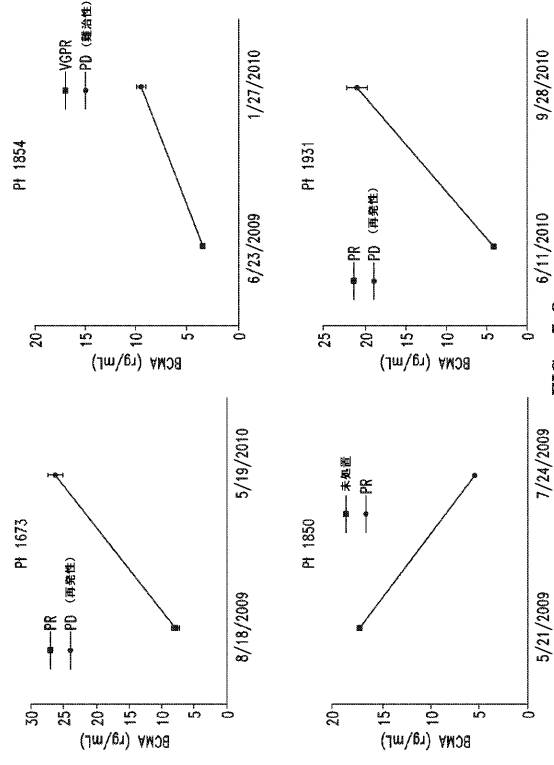 Pt 1673
BCMA (rg/mL)
30
25
20
15
10
5
0
PR
PD (再発性)
8/18/2009
5/19/2010
Pt 1854
BCMA (rg/mL)
20
15
10
5
0
VGPR
PD (難治性)
6/23/2009
1/27/2010
Pt 1850
BCMA (rg/mL)
20
15
10
5
0
未処置
PR
5/21/2009
7/24/2009
Pt 1931
BCMA (rg/mL)
25
20
15
10
5
0
PR
PD (再発性)
6/11/2010
9/28/2010